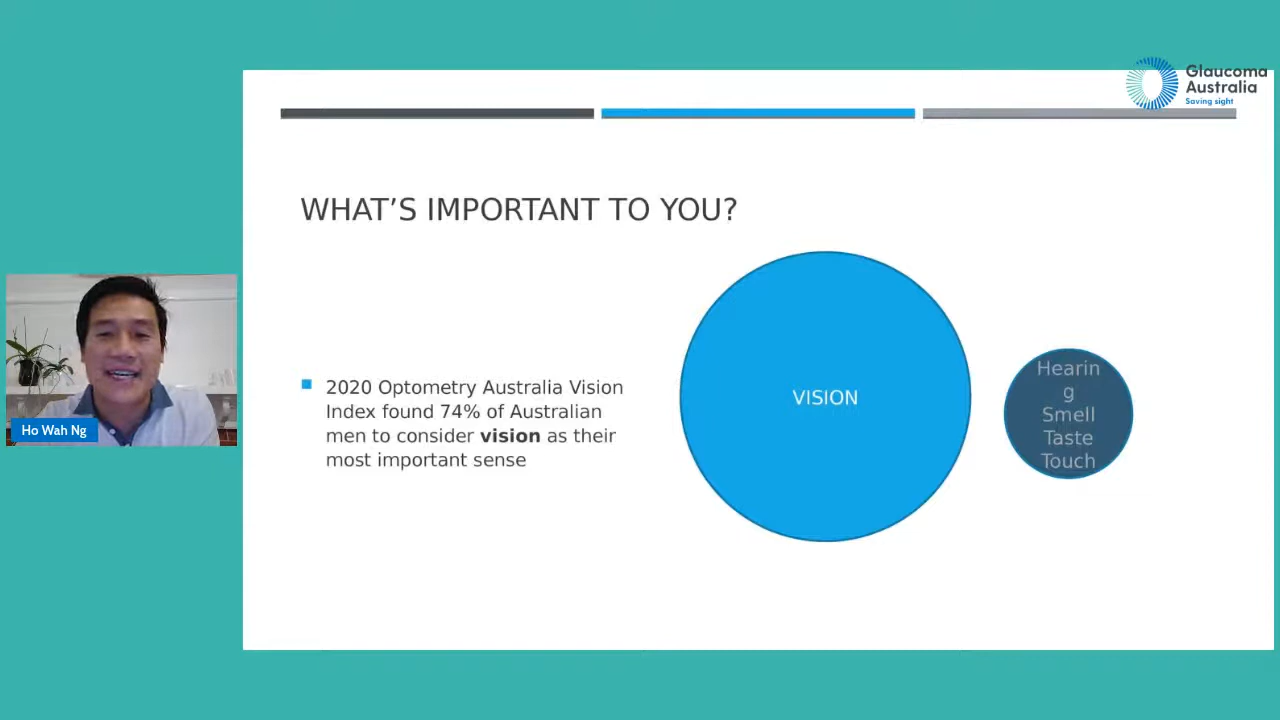 Glaucoma
Australia
Saving sight
WHAT’S IMPORTANT TO YOU?
2020 Optometry Australia Vision
Index found 74% of Australian
men to consider vision as their
most important sense
VISION
Hearin
g
Smell
Taste
Touch
Ho Wah Ng